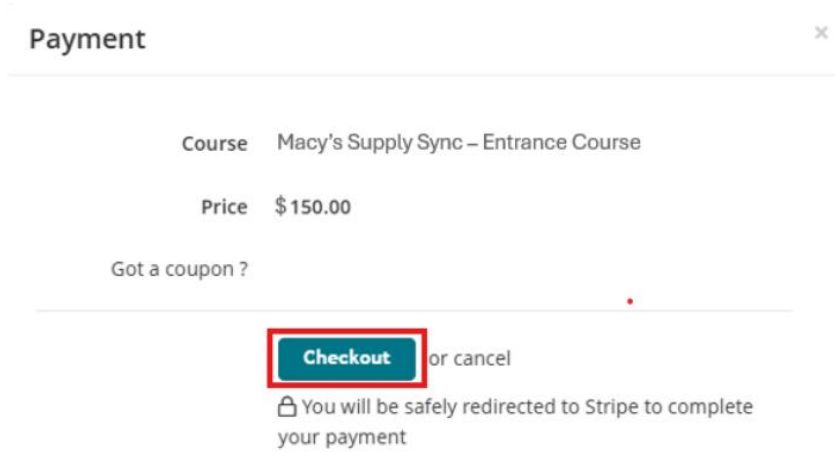 Payment
×
Course Macy's Supply Sync – Entrance Course
Price $150.00
Got a coupon ?
Checkout or cancel
You will be safely redirected to Stripe to complete
your payment